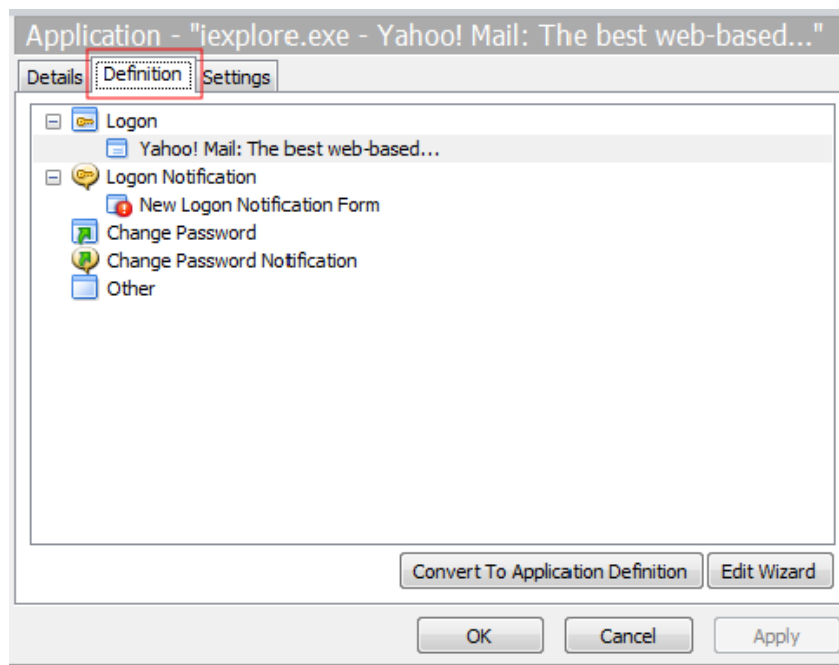 Application - "iexplore.exe - Yahoo! Mail: The best web-based..."
Details Definition Settings
Logon
Yahoo! Mail: The best web-based...
Logon Notification
New Logon Notification Form
Change Password
Change Password Notification
Other
Convert To Application Definition Edit Wizard
OK Cancel Apply